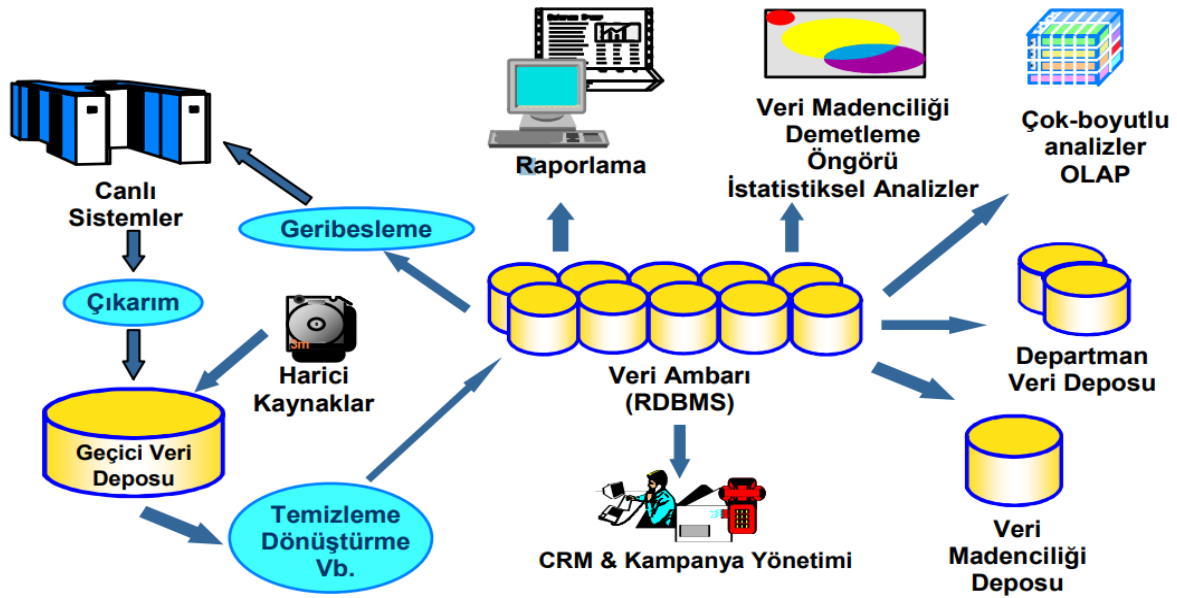 Raporlama
Veri Madenciliği
Demetleme
Öngörü
İstatistiksel Analizler
Çok-boyutlu
analizler
OLAP
Canlı
Sistemler
Geribesleme
Çıkarım
3m
Harici
Kaynaklar
Geçici Veri
Deposu
Temizleme
Dönüştürme
Vb.
Veri Ambarı
(RDBMS)
Departman
Veri Deposu
CRM & Kampanya Yönetimi
Veri
Madenciliği
Deposu